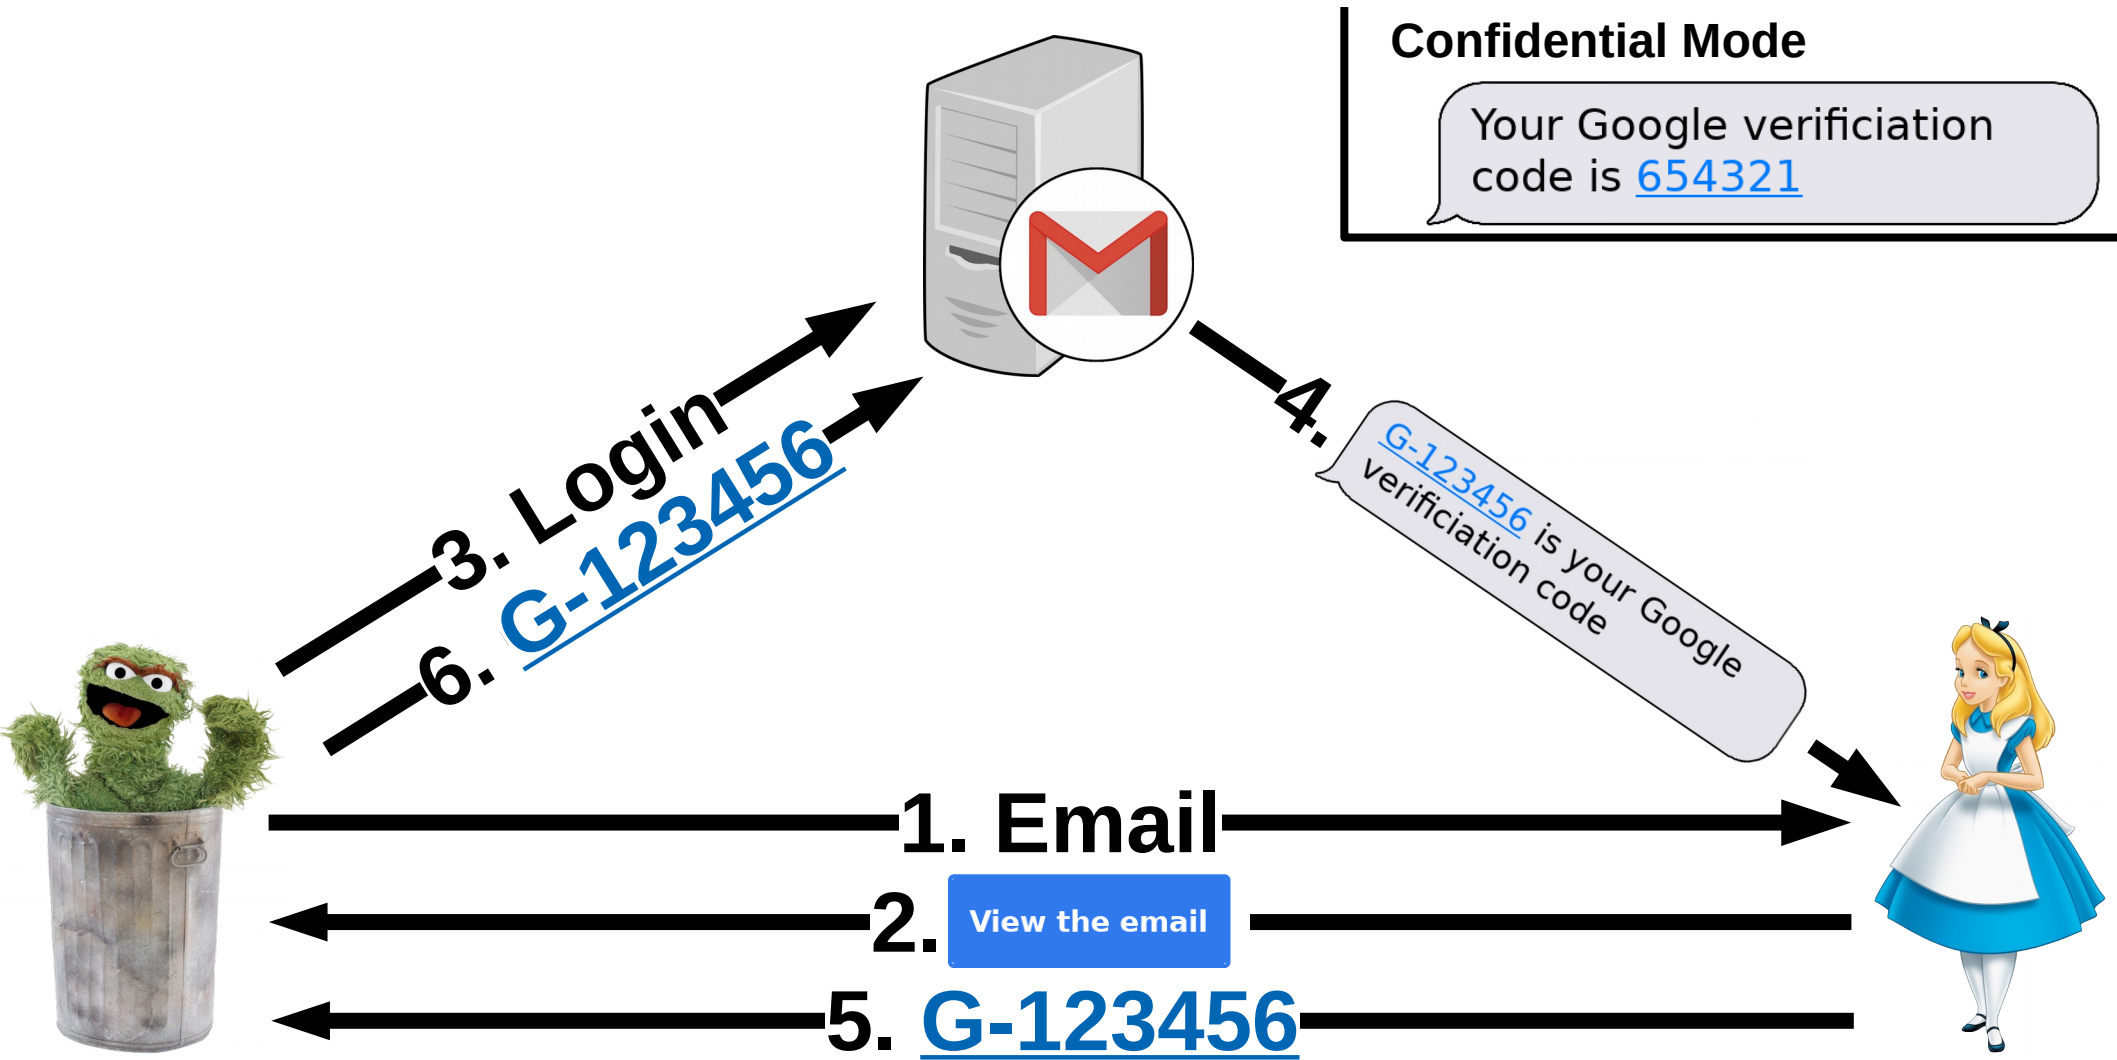 Confidential Mode
Your Google verificiation
code is 654321
4.
G-123456 is your Google
verificiation code
3. Login
6. G-123456
1. Email
2. View the email
5. G-123456